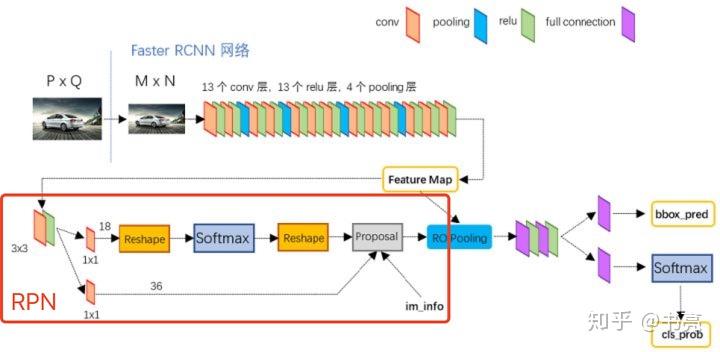 conv
pooling
relu
full connection
Faster RCNN 网络
P x Q
M x N
13 个 conv 层，13 个 relu 层，4 个 pooling 层
Feature Map
3x3
18
1x1
Reshape
Softmax
Reshape
Proposal
ROI Pooling
bbox_pred
36
1x1
Softmax
RPN
im_info
cls_prob
知乎 @书亮